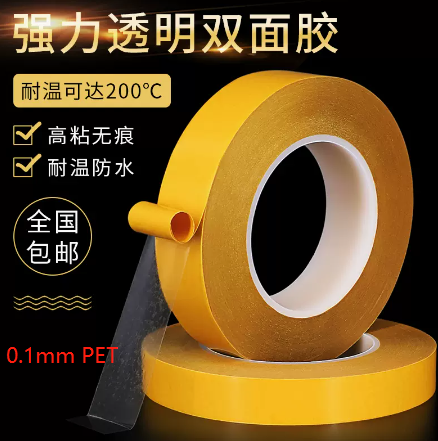 强力透明双面胶
耐温可达200℃
高粘无痕
耐温防水
全国
包邮
0.1mm PET